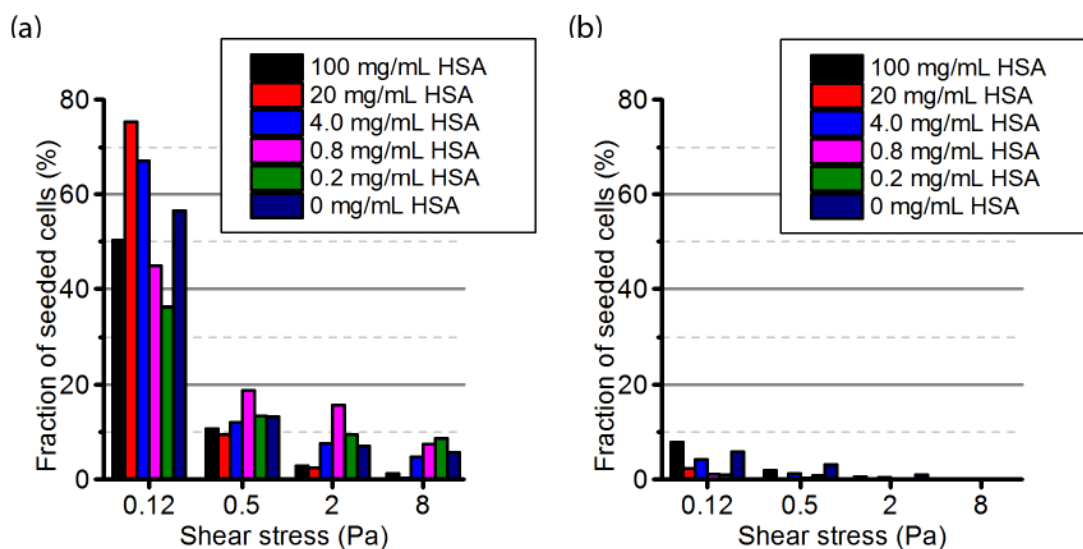 (a)
100 mg/mL HSA
20 mg/mL HSA
4.0 mg/mL HSA
0.8 mg/mL HSA
0.2 mg/mL HSA
0 mg/mL HSA
Fraction of seeded cells (%)
80
60
40
20
0
0.12 0.5 2 8
Shear stress (Pa)
(b)
100 mg/mL HSA
20 mg/mL HSA
4.0 mg/mL HSA
0.8 mg/mL HSA
0.2 mg/mL HSA
0 mg/mL HSA
Fraction of seeded cells (%)
80
60
40
20
0
0.12 0.5 2 8
Shear stress (Pa)